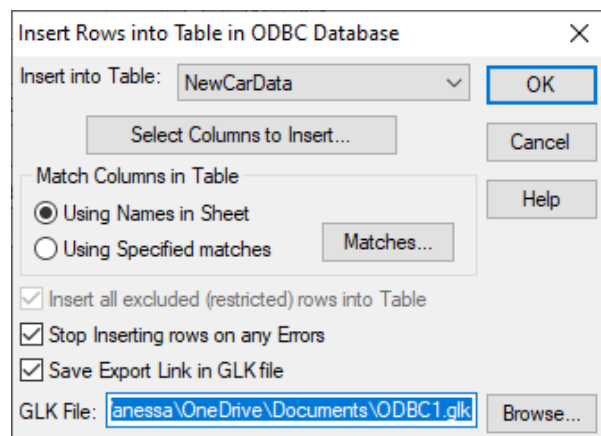 Insert Rows into Table in ODBC Database
Insert into Table: NewCarData OK
Select Columns to Insert... Cancel
Match Columns in Table Help
Using Names in Sheet
Using Specified matches Matches...
Insert all excluded (restricted) rows into Table
Stop Inserting rows on any Errors
Save Export Link in GLK file
GLK File: anessa\OneDrive\Documents\ODBC1.glk Browse...